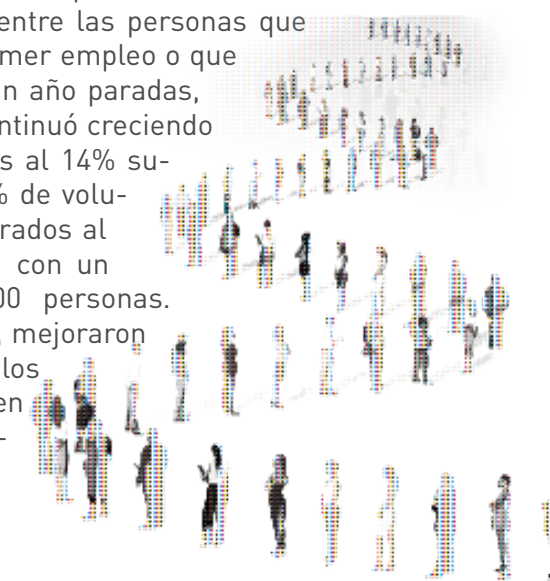 entre las personas que
mer empleo o que
n año paradas,
ntinuó creciendo
s al 14% su-
% de volu-
rados al
con un
00 personas.
mejoraron
los
en
-